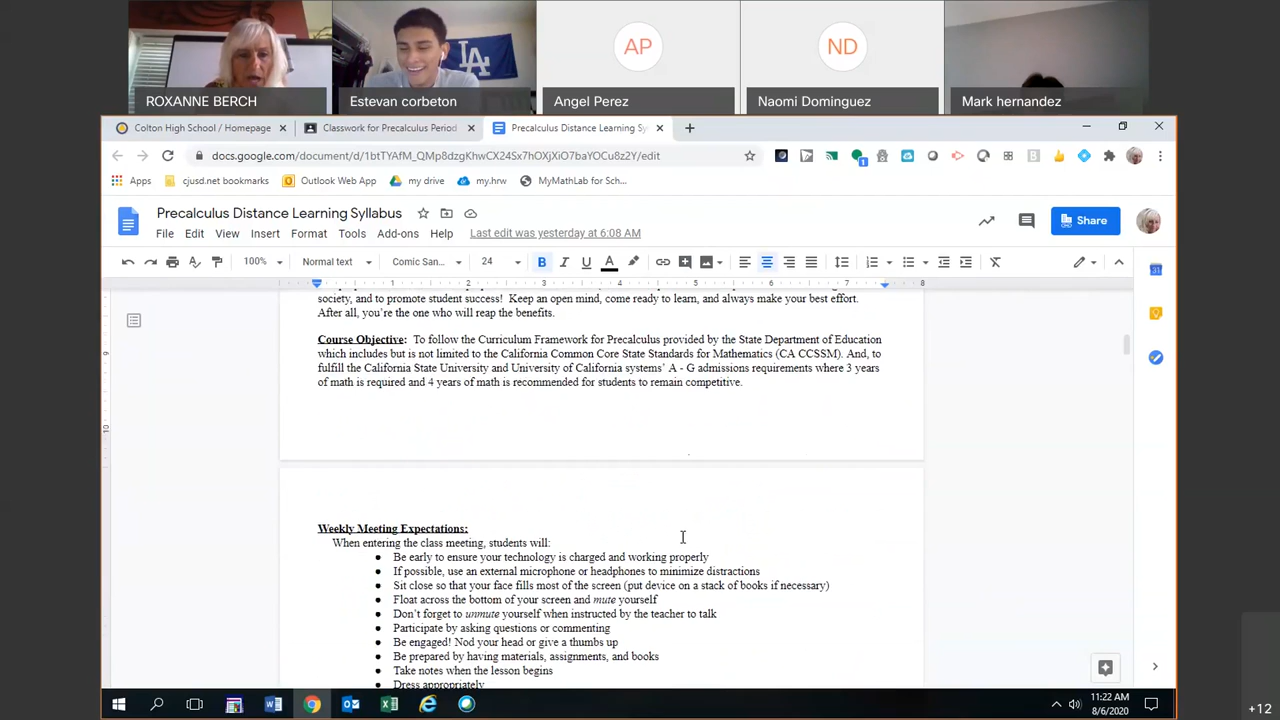 AP
ND
ROXANNE BERCH
Estevan corbeton
Angel Perez
Naomi Dominguez
Mark hernandez
Colton High School / Homepage
Classwork for Precalculus Period
Precalculus Distance Learning Sy
docs.google.com/document/d/1btTYAfM_QMp8dzgKhwCX24Sx7hOXjXiO7baYOCu8z2Y/edit
Apps
cjusd.net bookmarks
Outlook Web App
my drive
my.hrw
MyMathLab for Sch...
Precalculus Distance Learning Syllabus
Share
File Edit View Insert Format Tools Add-ons Help Last edit was yesterday at 6:08 AM
100% Normal text Comic San... 24 B I U A
1 2 3 4 5 6 7 8
society, and to promote student success! Keep an open mind, come ready to learn, and always make your best effort.
After all, you're the one who will reap the benefits.
Course Objective: To follow the Curriculum Framework for Precalculus provided by the State Department of Education
which includes but is not limited to the California Common Core State Standards for Mathematics (CA CCSSM). And, to
fulfill the California State University and University of California systems' A - G admissions requirements where 3 years
of math is required and 4 years of math is recommended for students to remain competitive.
9
10
Weekly Meeting Expectations:
When entering the class meeting, students will:
● Be early to ensure your technology is charged and working properly
● If possible, use an external microphone or headphones to minimize distractions
● Sit close so that your face fills most of the screen (put device on a stack of books if necessary)
● Float across the bottom of your screen and mute yourself
● Don't forget to unmute yourself when instructed by the teacher to talk
● Participate by asking questions or commenting
● Be engaged! Nod your head or give a thumbs up
● Be prepared by having materials, assignments, and books
● Take notes when the lesson begins
● Dress appropriately
11:22 AM
8/6/2020
+12